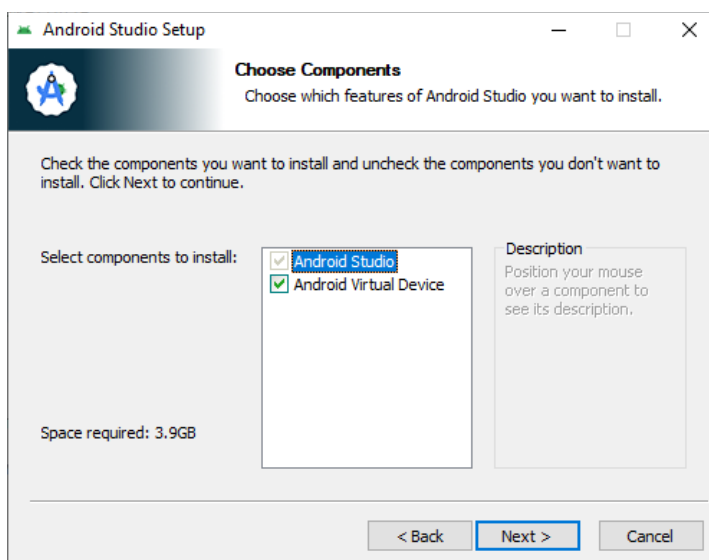 Android Studio Setup
Choose Components
Choose which features of Android Studio you want to install.
Check the components you want to install and uncheck the components you don't want to
install. Click Next to continue.
Select components to install:
Android Studio
Android Virtual Device
Description
Position your mouse
over a component to
see its description.
Space required: 3.9GB
< Back
Next >
Cancel